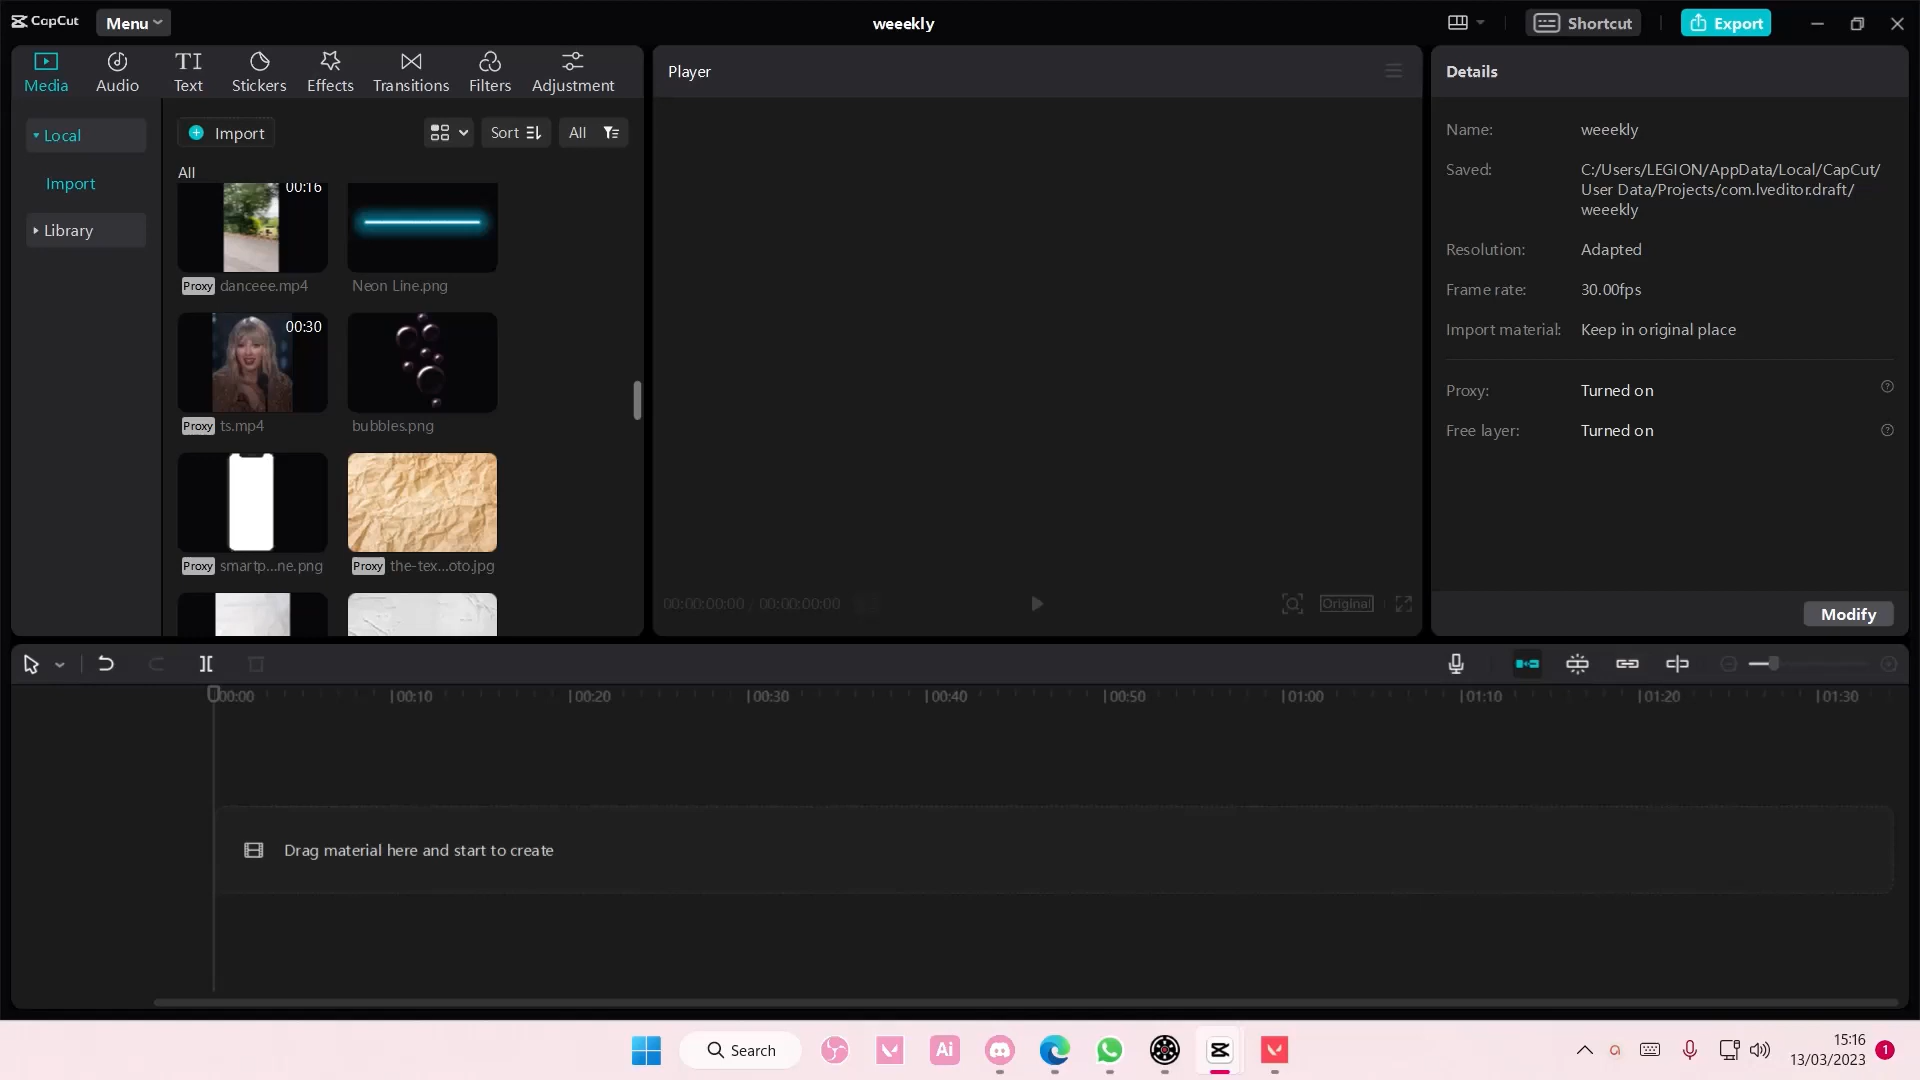 CapCut
Menu
weeekly
Shortcut
Export
Media
Audio
TI
Text
Stickers
Effects
Transitions
Filters
Adjustment
Player
Details
Local
Import
Library
Import
Sort
All
All
00:16
Proxy danceee.mp4
Neon Line.png
00:30
Proxy ts.mp4
bubbles.png
Proxy smartp...ne.png
Proxy the-tex...oto.jpg
00:00:00:00 / 00:00:00:00
Original
Name: weeekly
Saved: C:/Users/LEGION/AppData/Local/CapCut/
User Data/Projects/com.lveditor.draft/
weeekly
Resolution: Adapted
Frame rate: 30.00fps
Import material: Keep in original place
Proxy: Turned on
Free layer: Turned on
Modify
00:00 00:10 00:20 00:30 00:40 00:50 01:00 01:10 01:20 01:30
Drag material here and start to create
Search
Ai
15:16
13/03/2023
1